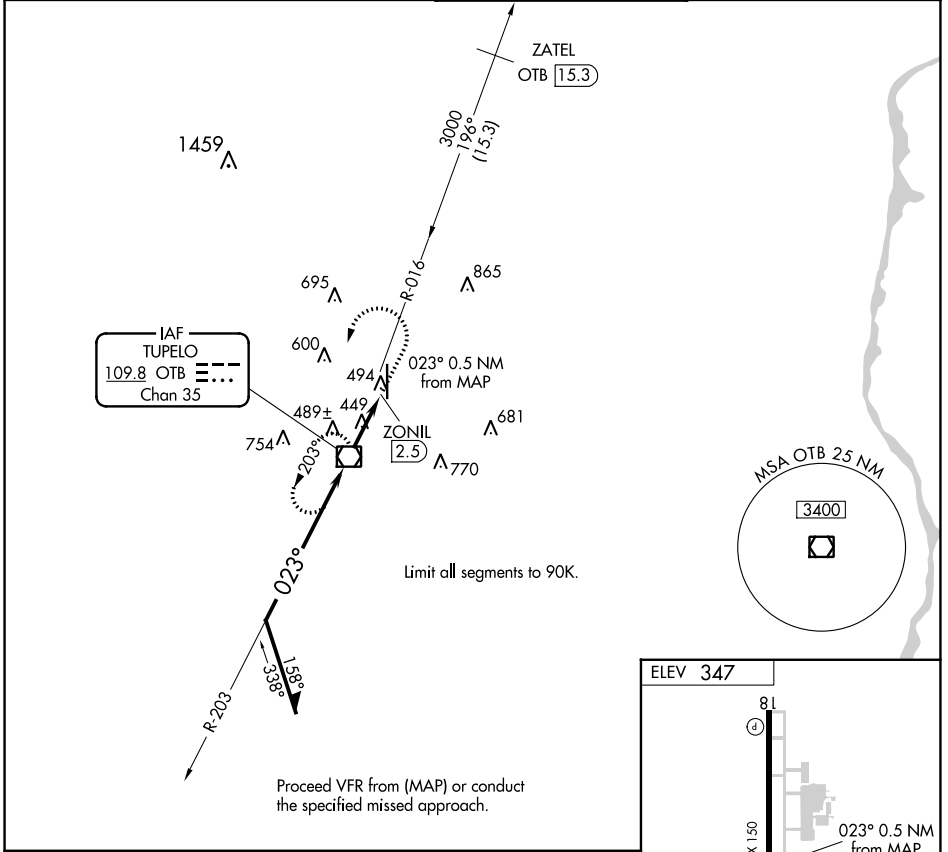 ZATEL
OTB 15.3
3000
196°
(15.3)
1459
R-016
865
695
IAF
TUPELO
109.8 OTB
Chan 35
600
494
023° 0.5 NM
from MAP
489±
449
ZONIL
2.5
681
754
203°
770
MSA OTB 25 NM
3400
023°
Limit all segments to 90K.
158°
338°
R-203
ELEV 347
18
P
Proceed VFR from (MAP) or conduct
the specified missed approach.
X 150
023° 0.5 NM
from MAP